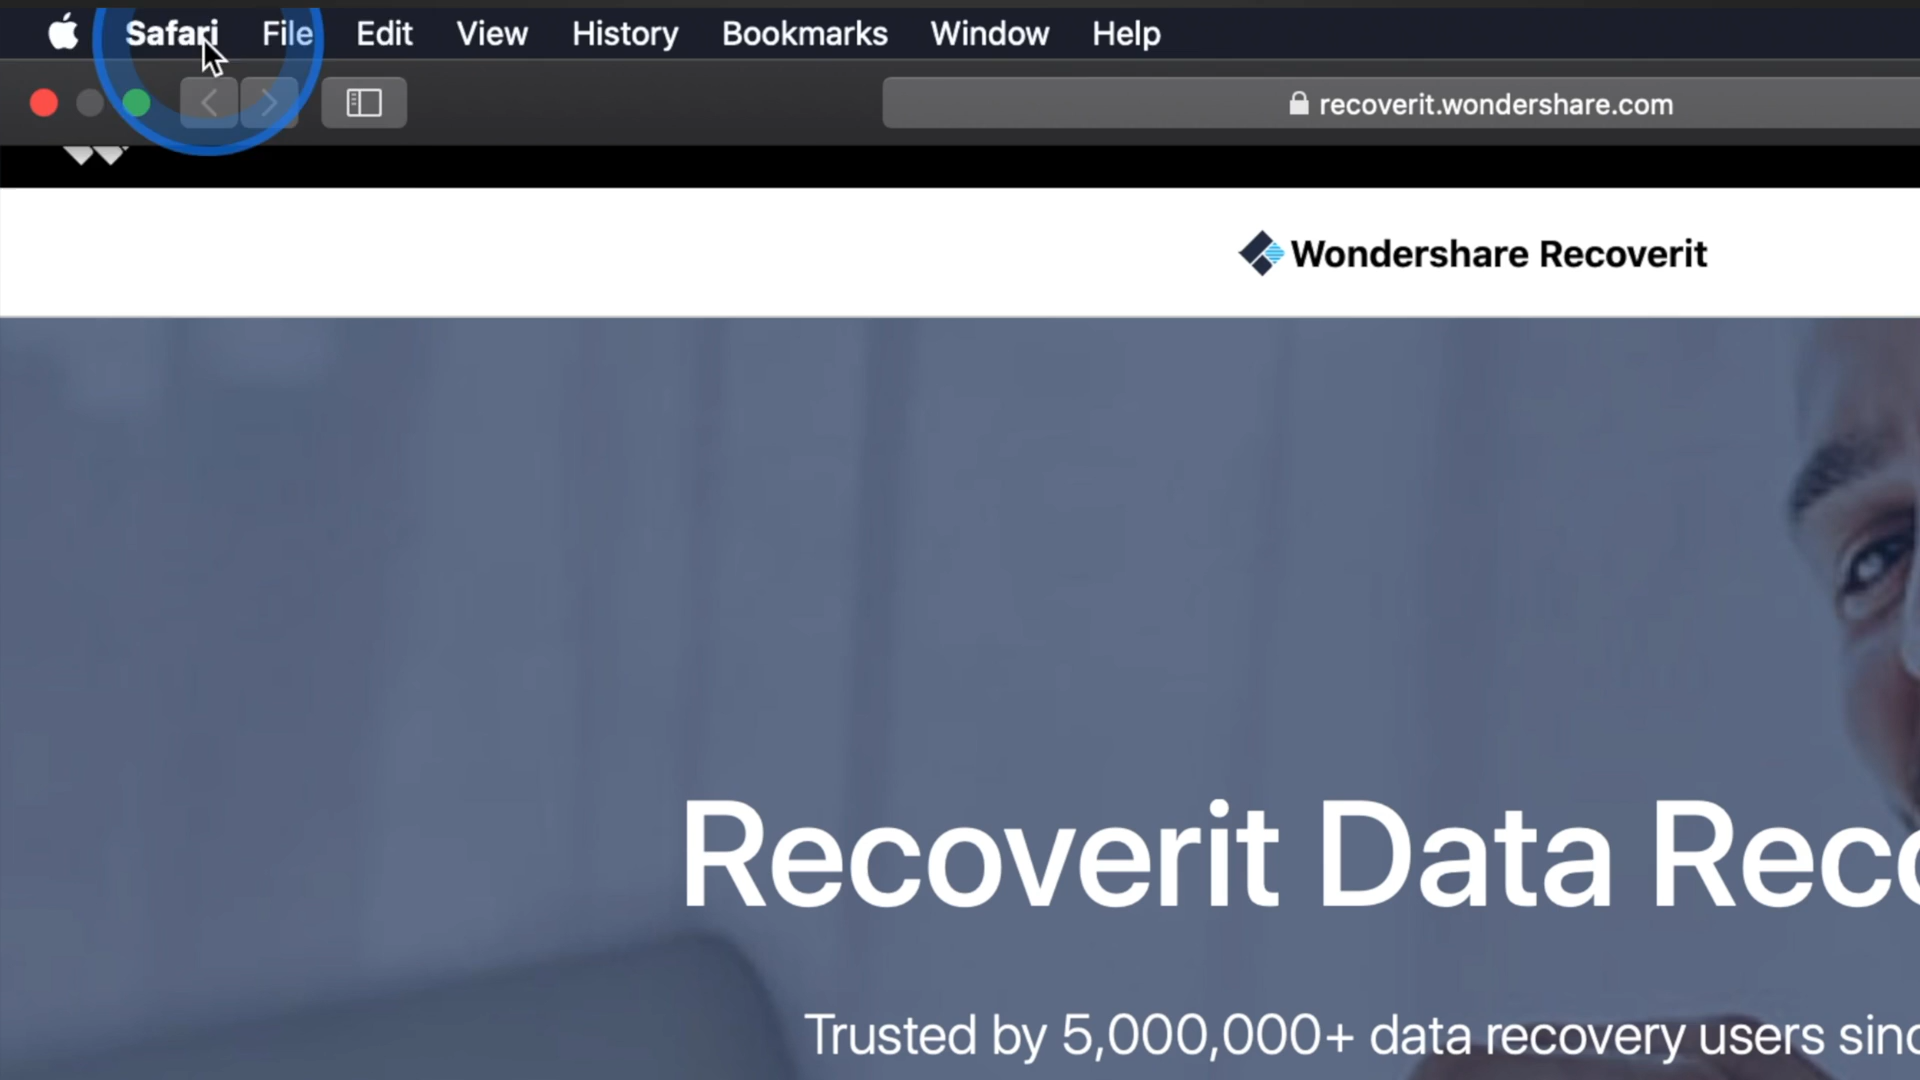 Safari File Edit View History Bookmarks Window Help
recoverit.wondershare.com
Wondershare Recoverit
Recoverit Data Reco
Trusted by 5,000,000+ data recovery users sinc